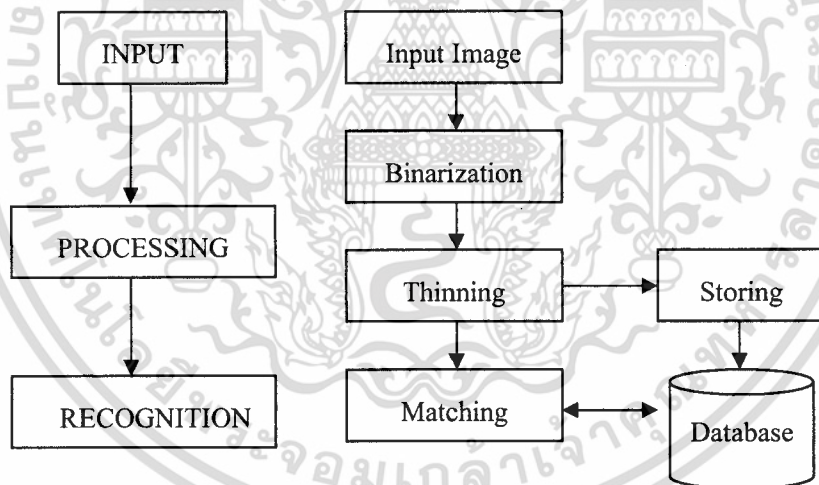 INPUT
PROCESSING
RECOGNITION
Input Image
Binarization
Thinning
Storing
Matching
Database